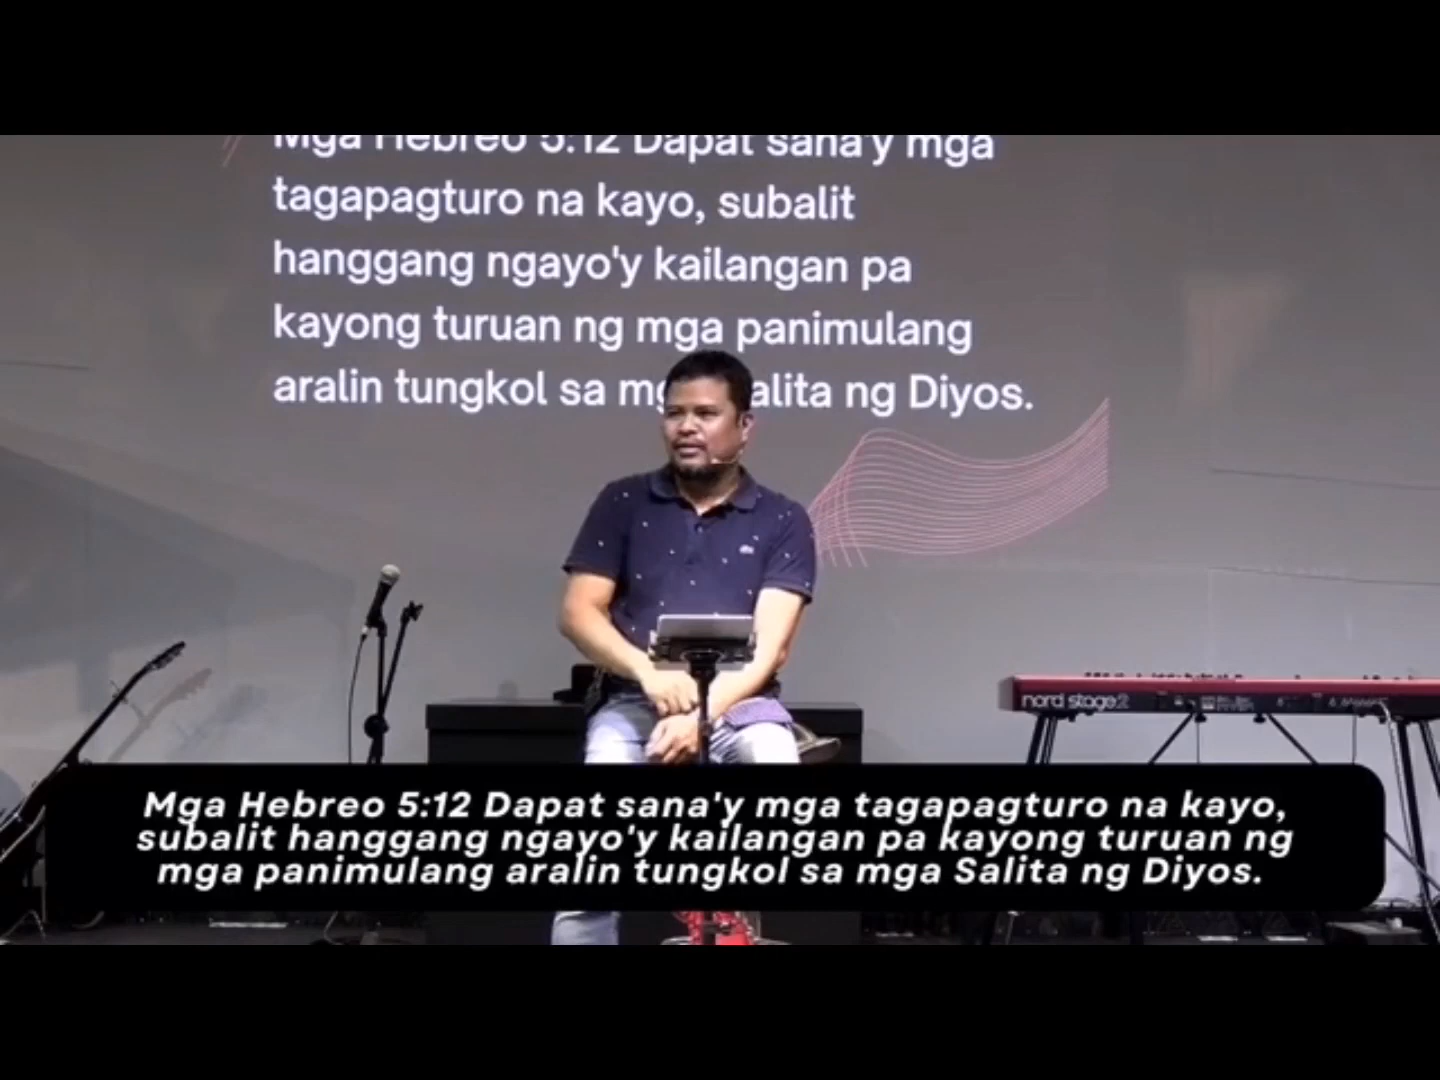 Mga Hebreo 5:12 Dapat sana'y mga
tagapagturo na kayo, subalit
hanggang ngayo'y kailangan pa
kayong turuan ng mga panimulang
aralin tungkol sa mga Salita ng Diyos.
nord stage 2
Mga Hebreo 5:12 Dapat sana'y mga tagapagturo na kayo,
subalit hanggang ngayo'y kailangan pa kayong turuan ng
mga panimulang aralin tungkol sa mga Salita ng Diyos.